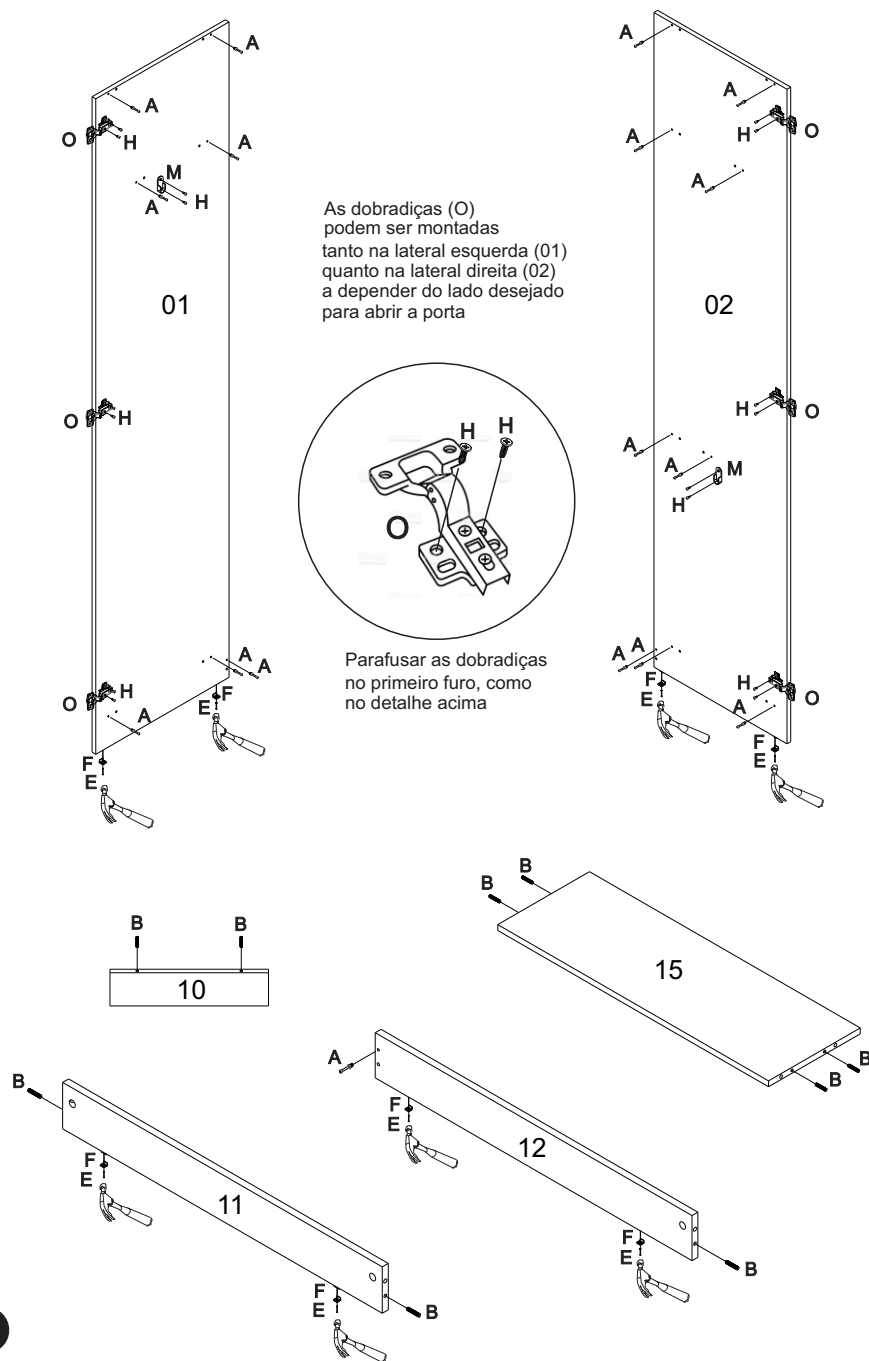 A
A
A
A
O
H
A
A
H
O
A
A
M
H
A
A
01
02
As dobradiças (O)
podem ser montadas
tanto na lateral esquerda (01)
quanto na lateral direita (02)
a depender do lado desejado
para abrir a porta
O
H
H
O
H
H
O
A
A
M
H
Parafusar as dobradiças
no primeiro furo, como
no detalhe acima
A
A
O
H
A
F
E
F
E
A
A
F
E
H
O
A
F
E
B
B
10
B
B
15
B
B
A
F
E
12
F
E
B
B
F
E
11
F
E
B